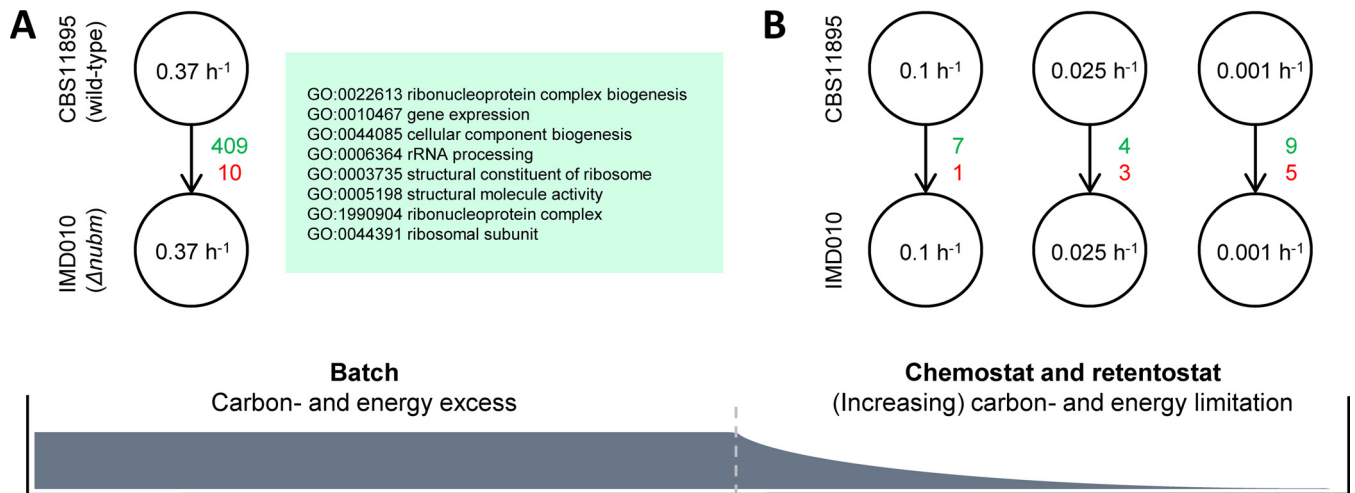 A
CBS11895
(wild-type)
0.37 h-1
409
10
IMD010
(Δnubm)
0.37 h-1
GO:0022613 ribonucleoprotein complex biogenesis
GO:0010467 gene expression
GO:0044085 cellular component biogenesis
GO:0006364 rRNA processing
GO:0003735 structural constituent of ribosome
GO:0005198 structural molecule activity
GO:1990904 ribonucleoprotein complex
GO:0044391 ribosomal subunit
B
CBS11895
0.1 h-1
0.025 h-1
0.001 h-1
7
1
4
3
9
5
IMD010
0.1 h-1
0.025 h-1
0.001 h-1
Batch
Carbon- and energy excess
Chemostat and retentostat
(Increasing) carbon- and energy limitation